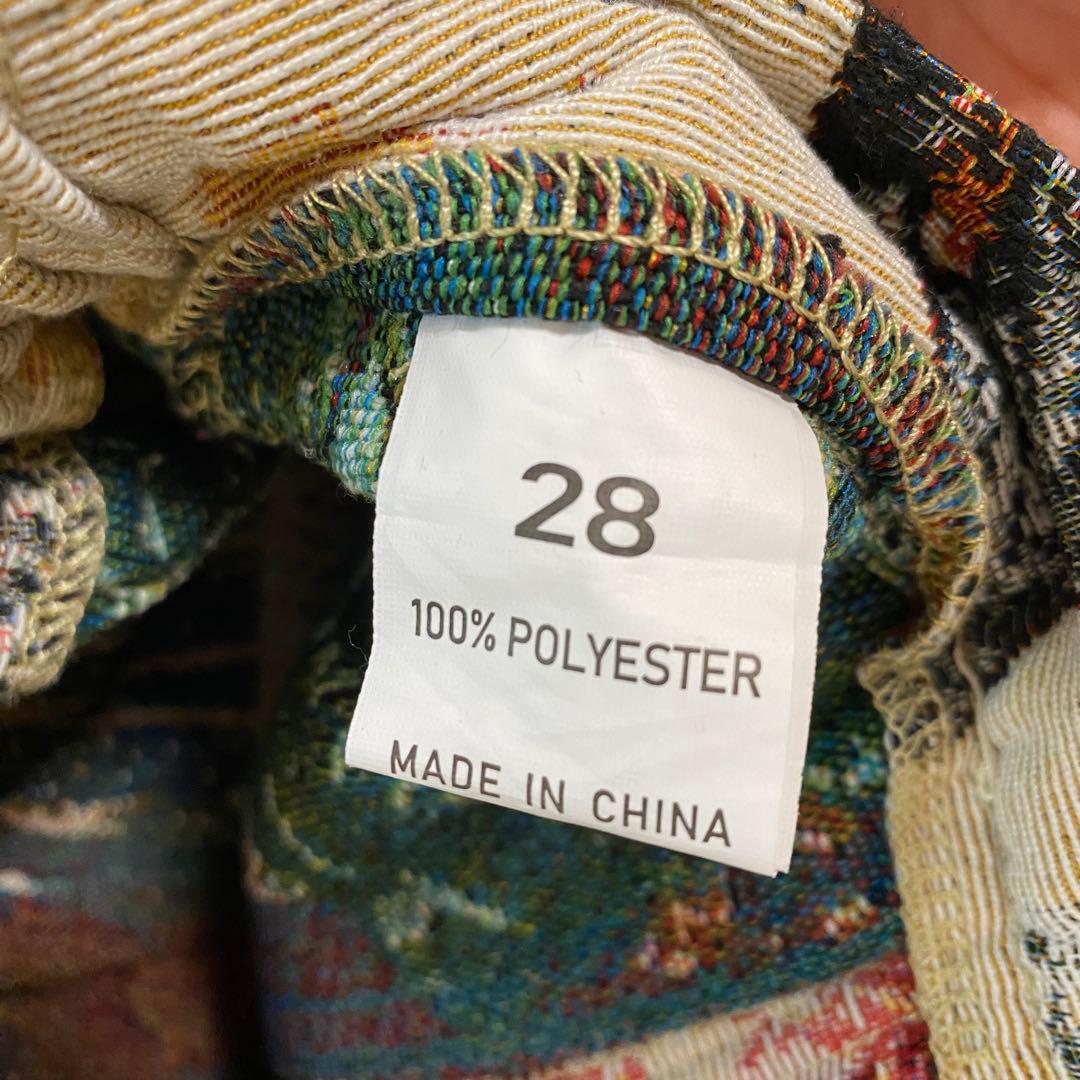 28
100% POLYESTER
MADE IN CHINA